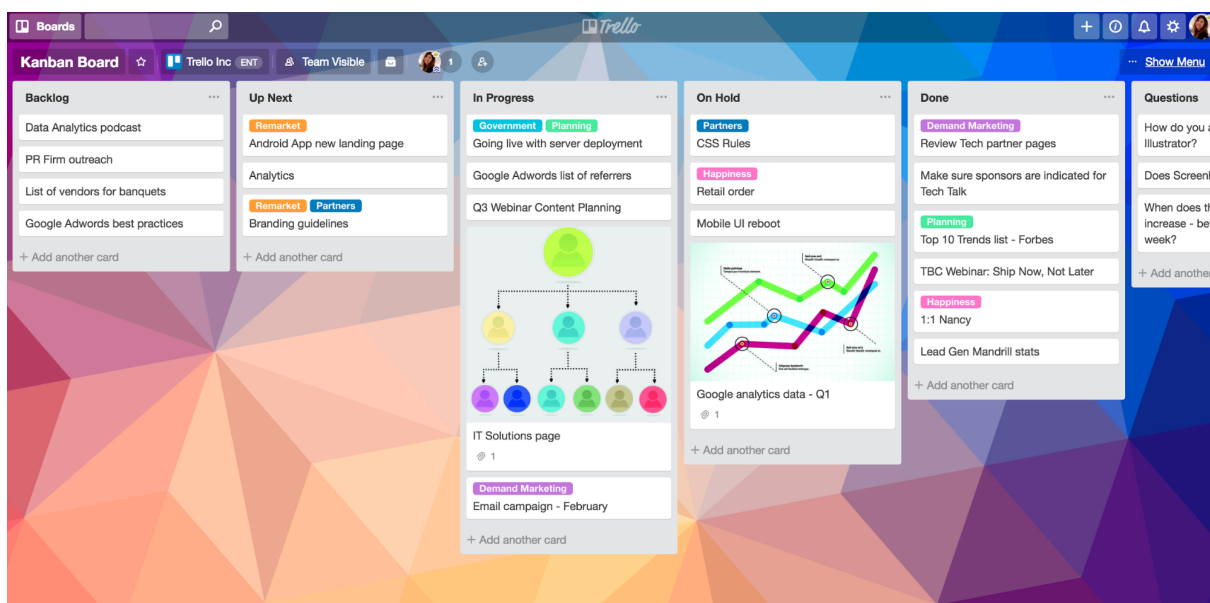 Boards
Trello
Kanban Board
Trello Inc ENT
Team Visible
1
Show Menu
Backlog
Data Analytics podcast
PR Firm outreach
List of vendors for banquets
Google Adwords best practices
+ Add another card
Up Next
Remarket
Android App new landing page
Analytics
Remarket Partners
Branding guidelines
+ Add another card
In Progress
Government Planning
Going live with server deployment
Google Adwords list of referrers
Q3 Webinar Content Planning
IT Solutions page
1
Demand Marketing
Email campaign - February
+ Add another card
On Hold
Partners
CSS Rules
Happiness
Retail order
Mobile UI reboot
Google analytics data - Q1
1
+ Add another card
Done
Demand Marketing
Review Tech partner pages
Make sure sponsors are indicated for
Tech Talk
Planning
Top 10 Trends list - Forbes
TBC Webinar: Ship Now, Not Later
Happiness
1:1 Nancy
Lead Gen Mandrill stats
+ Add another card
Questions
How do you
Illustrator?
Does
When does
increase -
week?
+ Add another